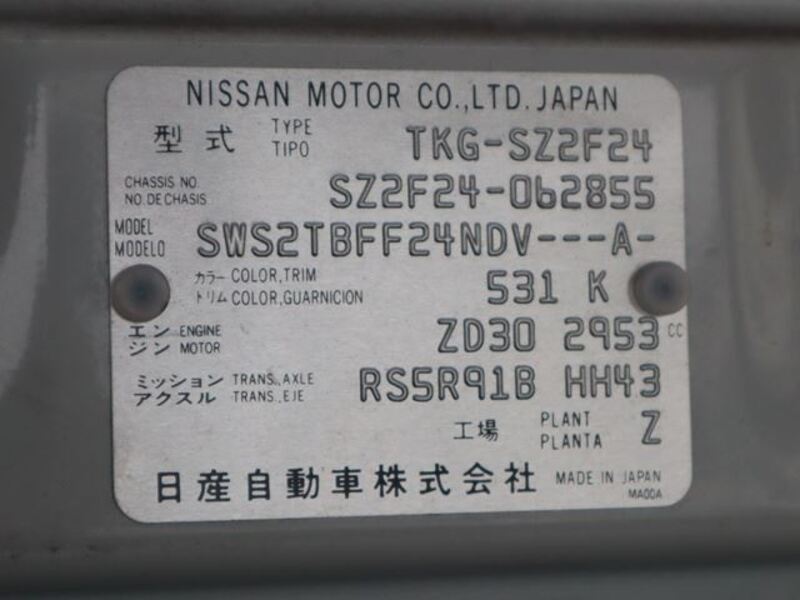 NISSAN MOTOR CO.,LTD. JAPAN
型式 TYPE TIPO TKG-SZ2F24
CHASSIS NO. NO. DE CHASIS SZ2F24-062855
MODEL MODELO SWS2TBFF24NDV---A-
カラー COLOR,TRIM トリム COLOR,GUARNICION 531 K
エンジン ENGINE MOTOR ZD30 2953 CC
ミッション TRANS.,AXLE アクスル TRANS.,EJE RS5R91B HH43
工場 PLANT PLANTA Z
日産自動車株式会社 MADE IN JAPAN
MA00A